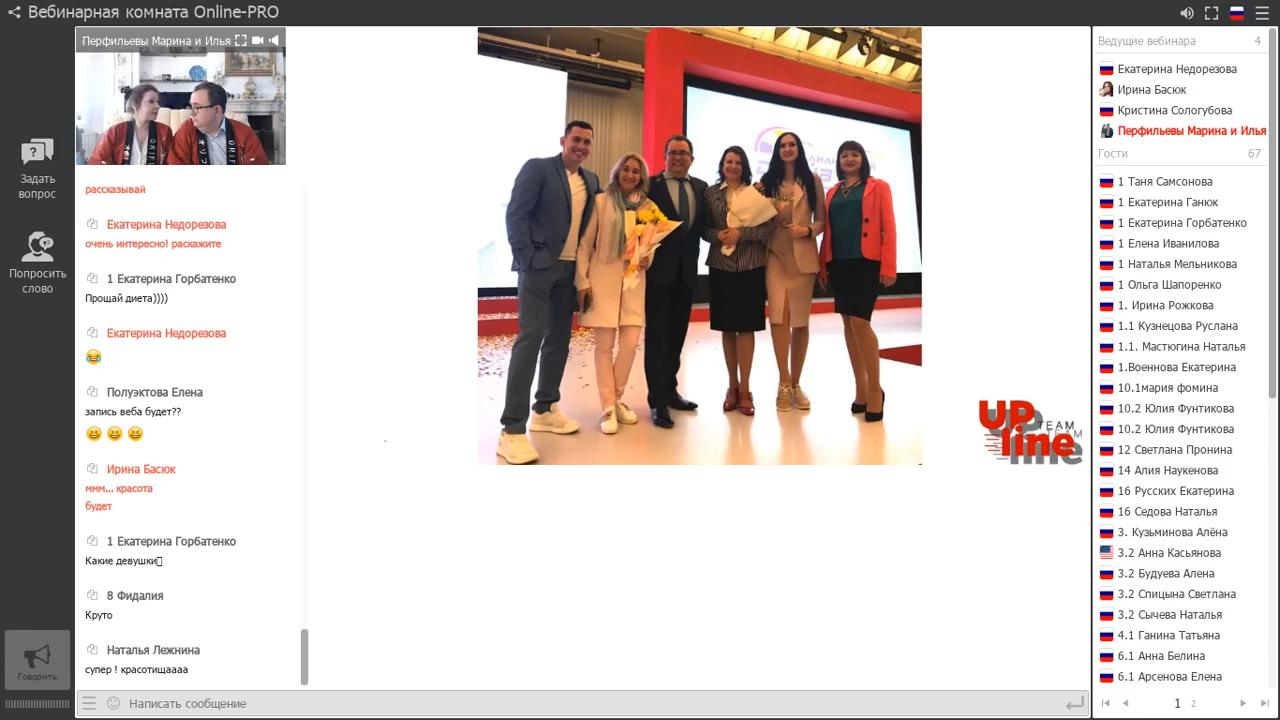 Вебинарная комната Online-PRO
Перфильевы Марина и Илья
Задать
вопрос
Попросить
слово
Говорить
рассказывай
Екатерина Недорезова
очень интересно! раскажите
1 Екатерина Горбатенко
Прощай диета))))
Екатерина Недорезова
Полуэктова Елена
запись веба будет??
Ирина Басюк
ммм... красота
будет
1 Екатерина Горбатенко
Какие девушки
8 Фидалия
Круто
Наталья Лежнина
супер ! красотищаааа
Написать сообщение
UP
TEAM
line
Ведущие вебинара 4
Екатерина Недорезова
Ирина Басюк
Кристина Сологубова
Перфильевы Марина и Илья
Гости 67
1 Таня Самсонова
1 Екатерина Ганюк
1 Екатерина Горбатенко
1 Елена Иванилова
1 Наталья Мельникова
1 Ольга Шапоренко
1. Ирина Рожкова
1.1 Кузнецова Руслана
1.1. Мастюгина Наталья
1.Военнова Екатерина
10.1мария фомина
10.2 Юлия Фунтикова
10.2 Юлия Фунтикова
12 Светлана Пронина
14 Алия Наукенова
16 Русских Екатерина
16 Седова Наталья
3. Кузьминова Алёна
3.2 Анна Касьянова
3.2 Будуева Алена
3.2 Спицына Светлана
3.2 Сычева Наталья
4.1 Ганина Татьяна
6.1 Анна Белина
6.1 Арсенова Елена
1 2